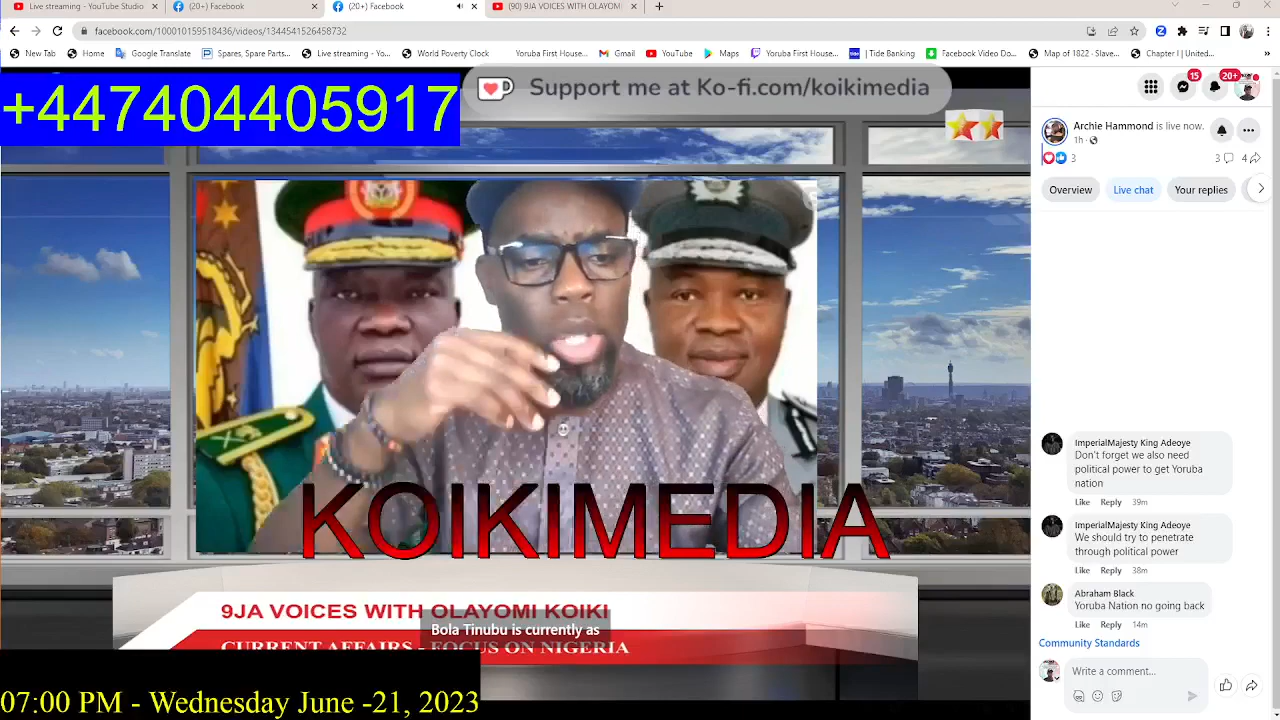 Live streaming - YouTube Studio
(20+) Facebook
(20+) Facebook
(90) 9JA VOICES WITH OLAYOMI
facebook.com/100010159518436/videos/1344541526458732
New Tab
Home
Google Translate
Spares, Spare Parts...
Live streaming - Yo...
World Poverty Clock
Yoruba First House...
Gmail
YouTube
Maps
Yoruba First House...
| Tide Banking
Facebook Video Do...
Map of 1822 - Slave...
Chapter I | United...
»
+447404405917
Support me at Ko-fi.com/koikimedia
15
20+
Archie Hammond is live now.
1h
3
3
4
Overview
Live chat
Your replies
ImperialMajesty King Adeoye
Don't forget we also need
political power to get Yoruba
nation
Like Reply 39m
ImperialMajesty King Adeoye
We should try to penetrate
through political power
Like Reply 38m
Abraham Black
Yoruba Nation no going back
Like Reply 14m
Community Standards
Write a comment...
KOIKIMEDIA
9JA VOICES WITH OLAYOMI KOIKI
Bola Tinubu is currently as
CURRENT AFFAIRS - FOCUS ON NIGERIA
07:00 PM - Wednesday June -21, 2023